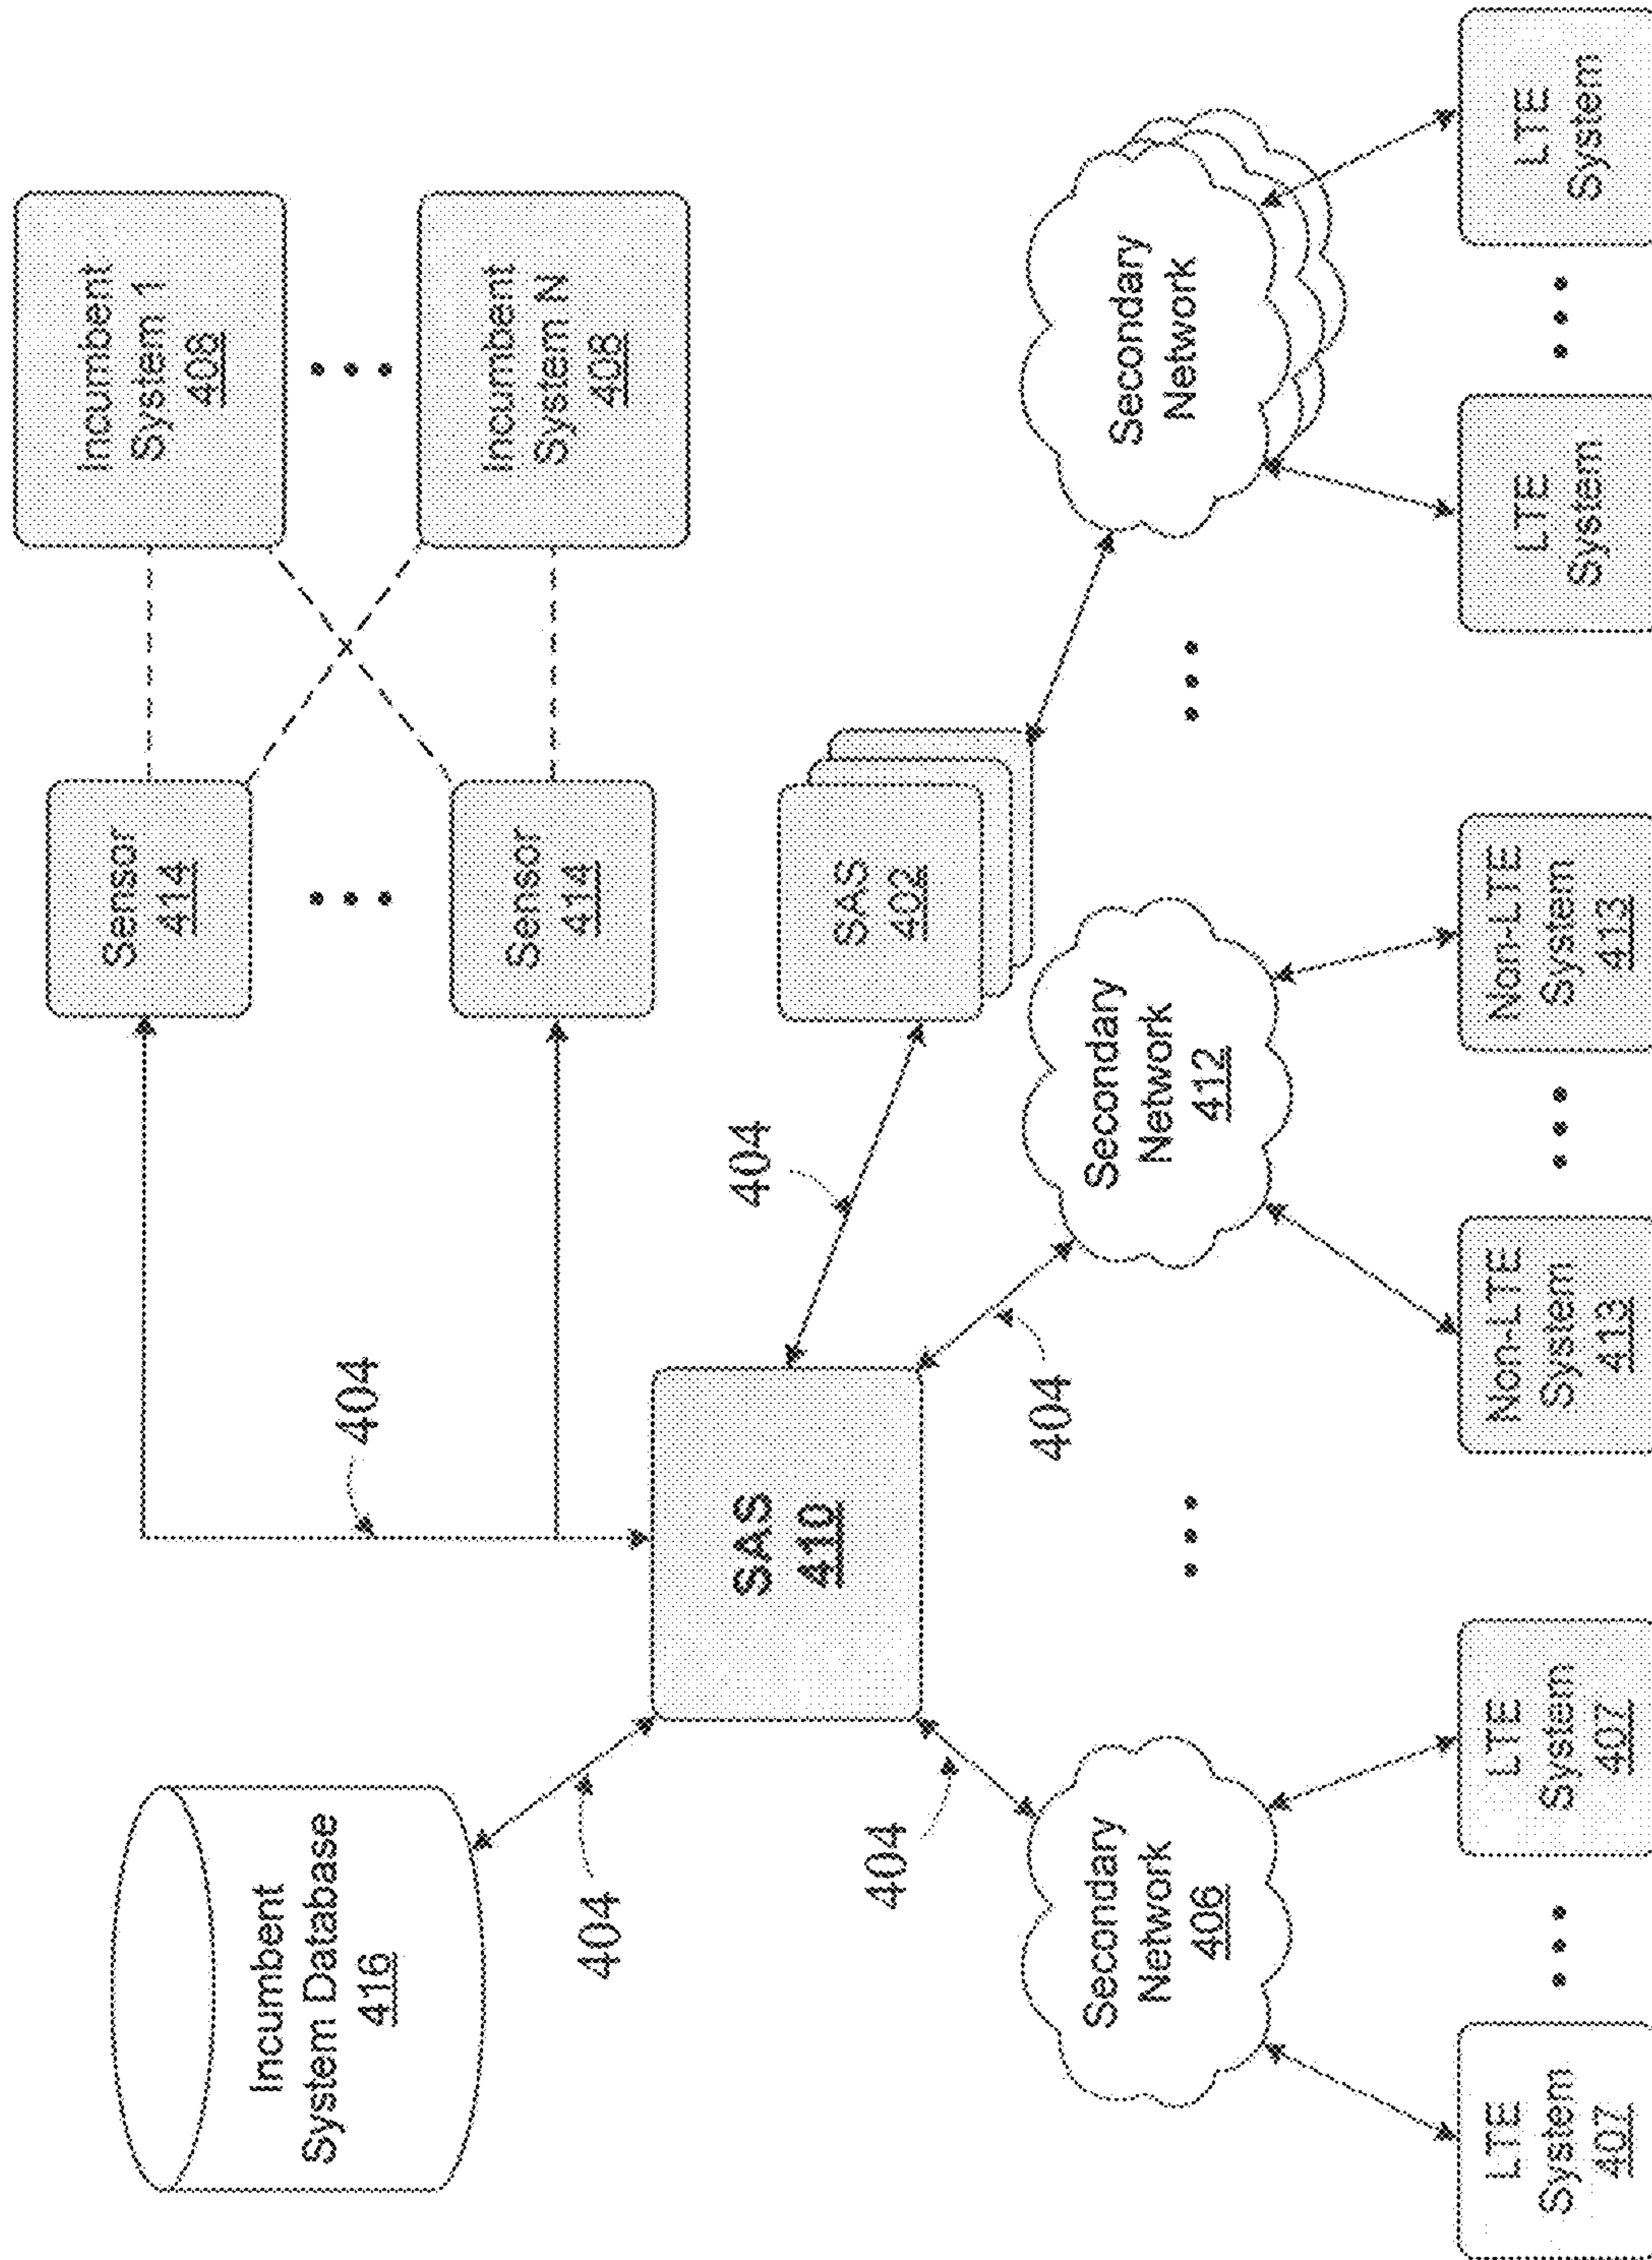 Incumbent
System Database
416
404
404
Sensor
414
Sensor
414
Incumbent
System 1
408
Incumbent
System N
408
SAS
410
404
SAS
402
404
404
Secondary
Network
406
Secondary
Network
412
Secondary
Network
LTE
System
407
LTE
System
407
Non-LTE
System
413
Non-LTE
System
413
LTE
System
LTE
System